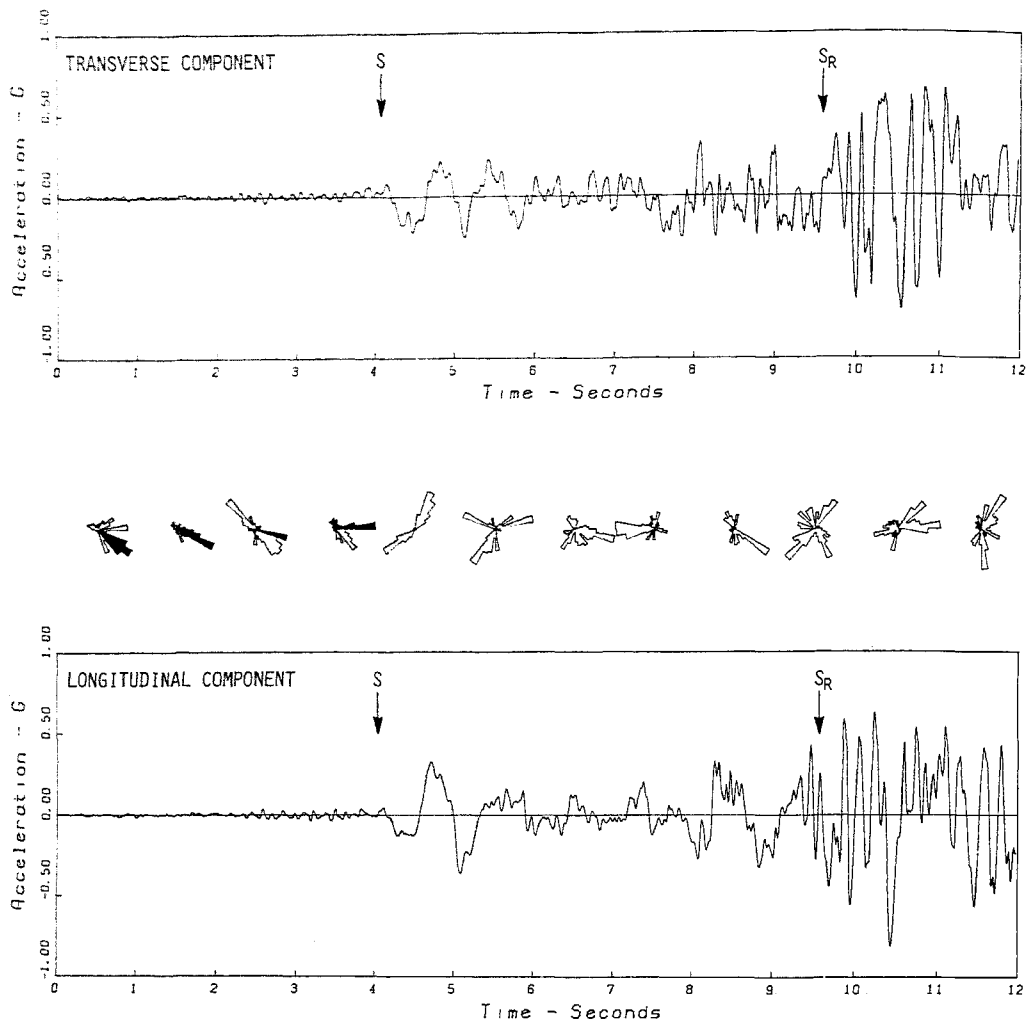 1.00
TRANSVERSE COMPONENT S S_R
0.50
0.00
0.50
-1.00
Acceleration - G
0 1 2 3 4 5 6 7 8 9 10 11 12
Time - Seconds
1.00
LONGITUDINAL COMPONENT S S_R
0.50
0.00
-0.50
-1.00
Acceleration - G
0 1 2 3 4 5 6 7 8 9 10 11 12
Time - Seconds